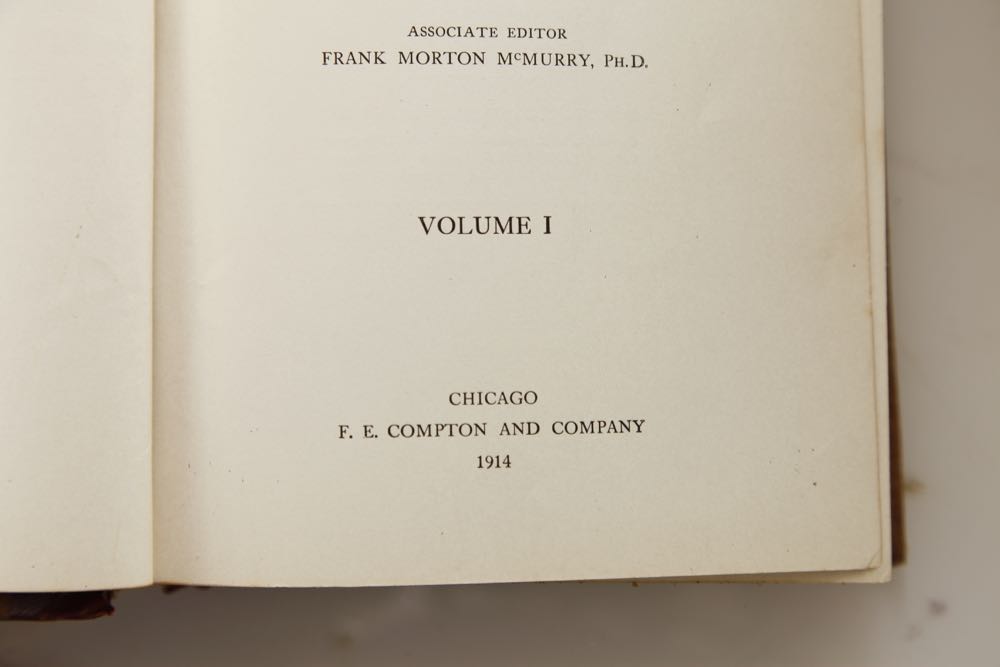 ASSOCIATE EDITOR
FRANK MORTON McMURRY, Ph.D.
VOLUME I
CHICAGO
F. E. COMPTON AND COMPANY
1914